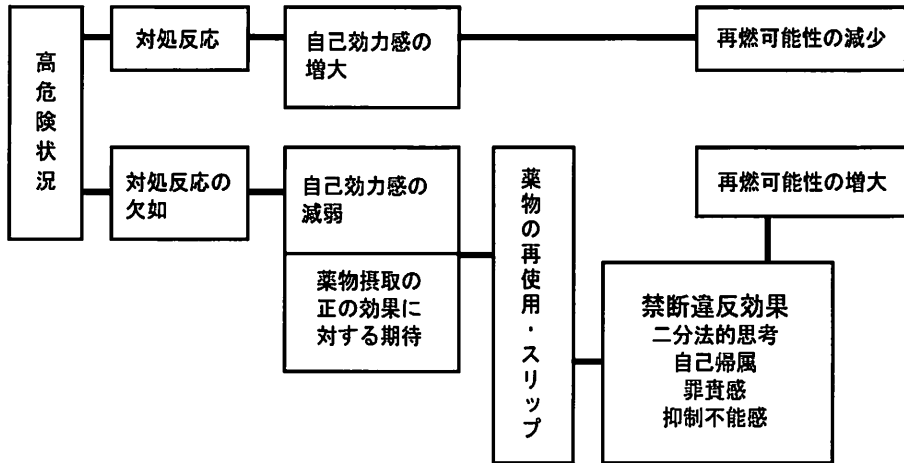 高危険状況
対処反応
自己効力感の
増大
再燃可能性の減少
対処反応の
欠如
自己効力感の
減弱
薬物摂取の
正の効果に
対する期待
薬物の再使用・スリップ
再燃可能性の増大
禁断違反効果
二分法的思考
自己帰属
罪責感
抑制不能感